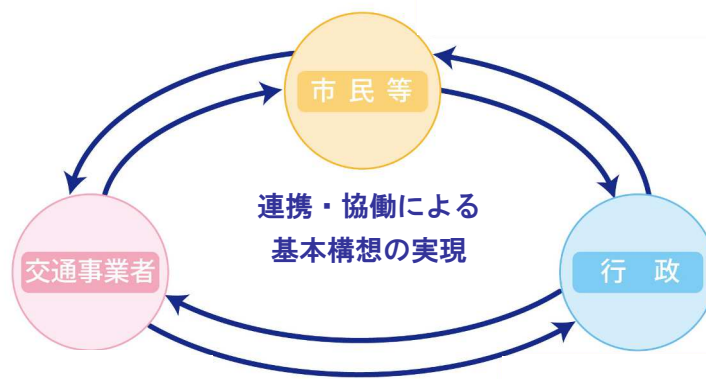 市民等
連携・協働による
基本構想の実現
交通事業者
行政